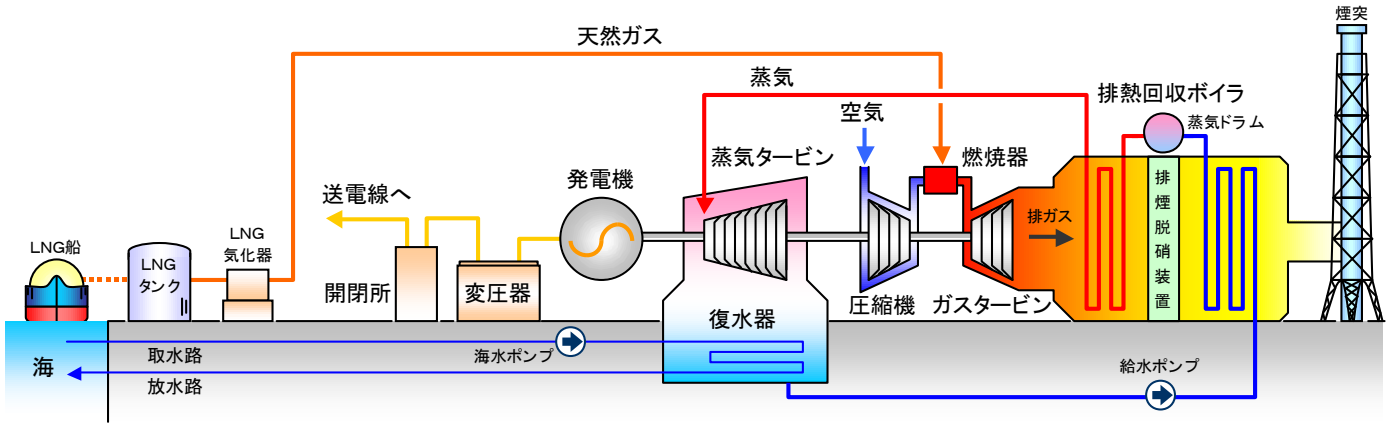 煙突
天然ガス
蒸気
排熱回収ボイラ
空気
蒸気ドラム
蒸気タービン
燃焼器
発電機
送電線へ
排ガス
排煙脱硝装置
LNG船
LNG
タンク
LNG
気化器
開閉所
変圧器
復水器
圧縮機
ガスタービン
海
取水路
海水ポンプ
放水路
給水ポンプ